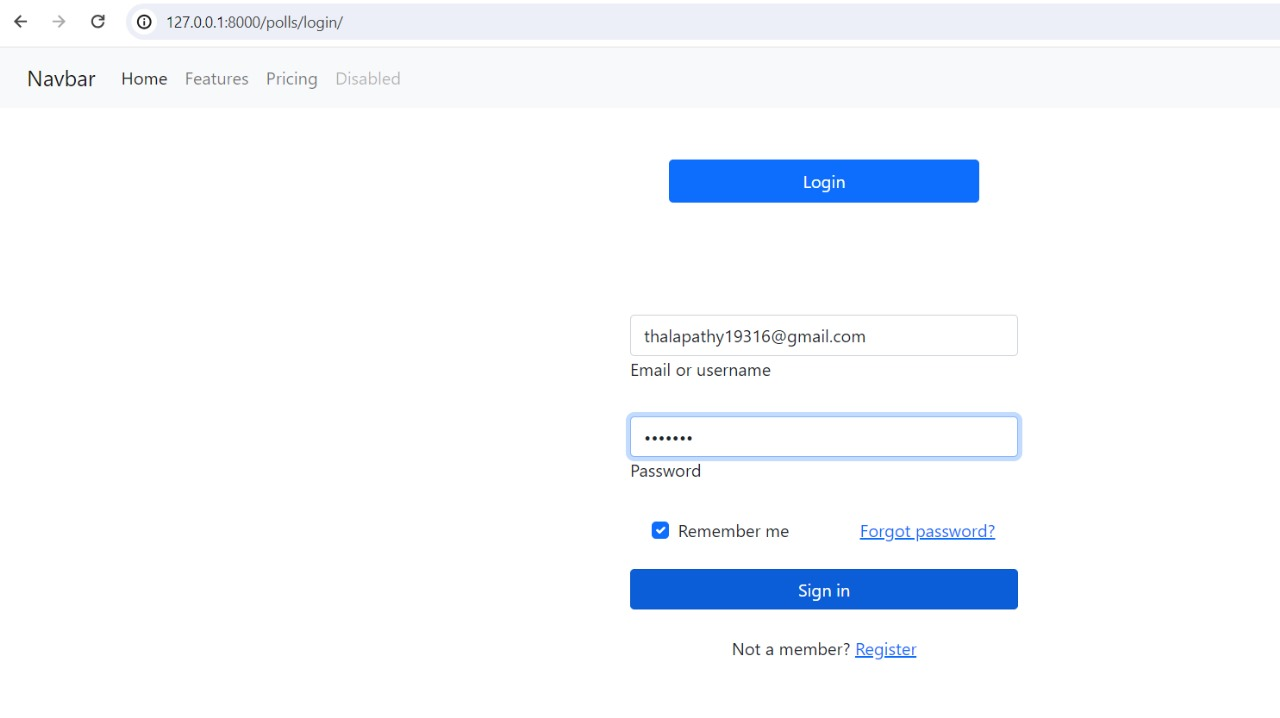 127.0.0.1:8000/polls/login/
Navbar Home Features Pricing Disabled
Login
thalapathy19316@gmail.com
Email or username
•••••••
Password
Remember me Forgot password?
Sign in
Not a member? Register